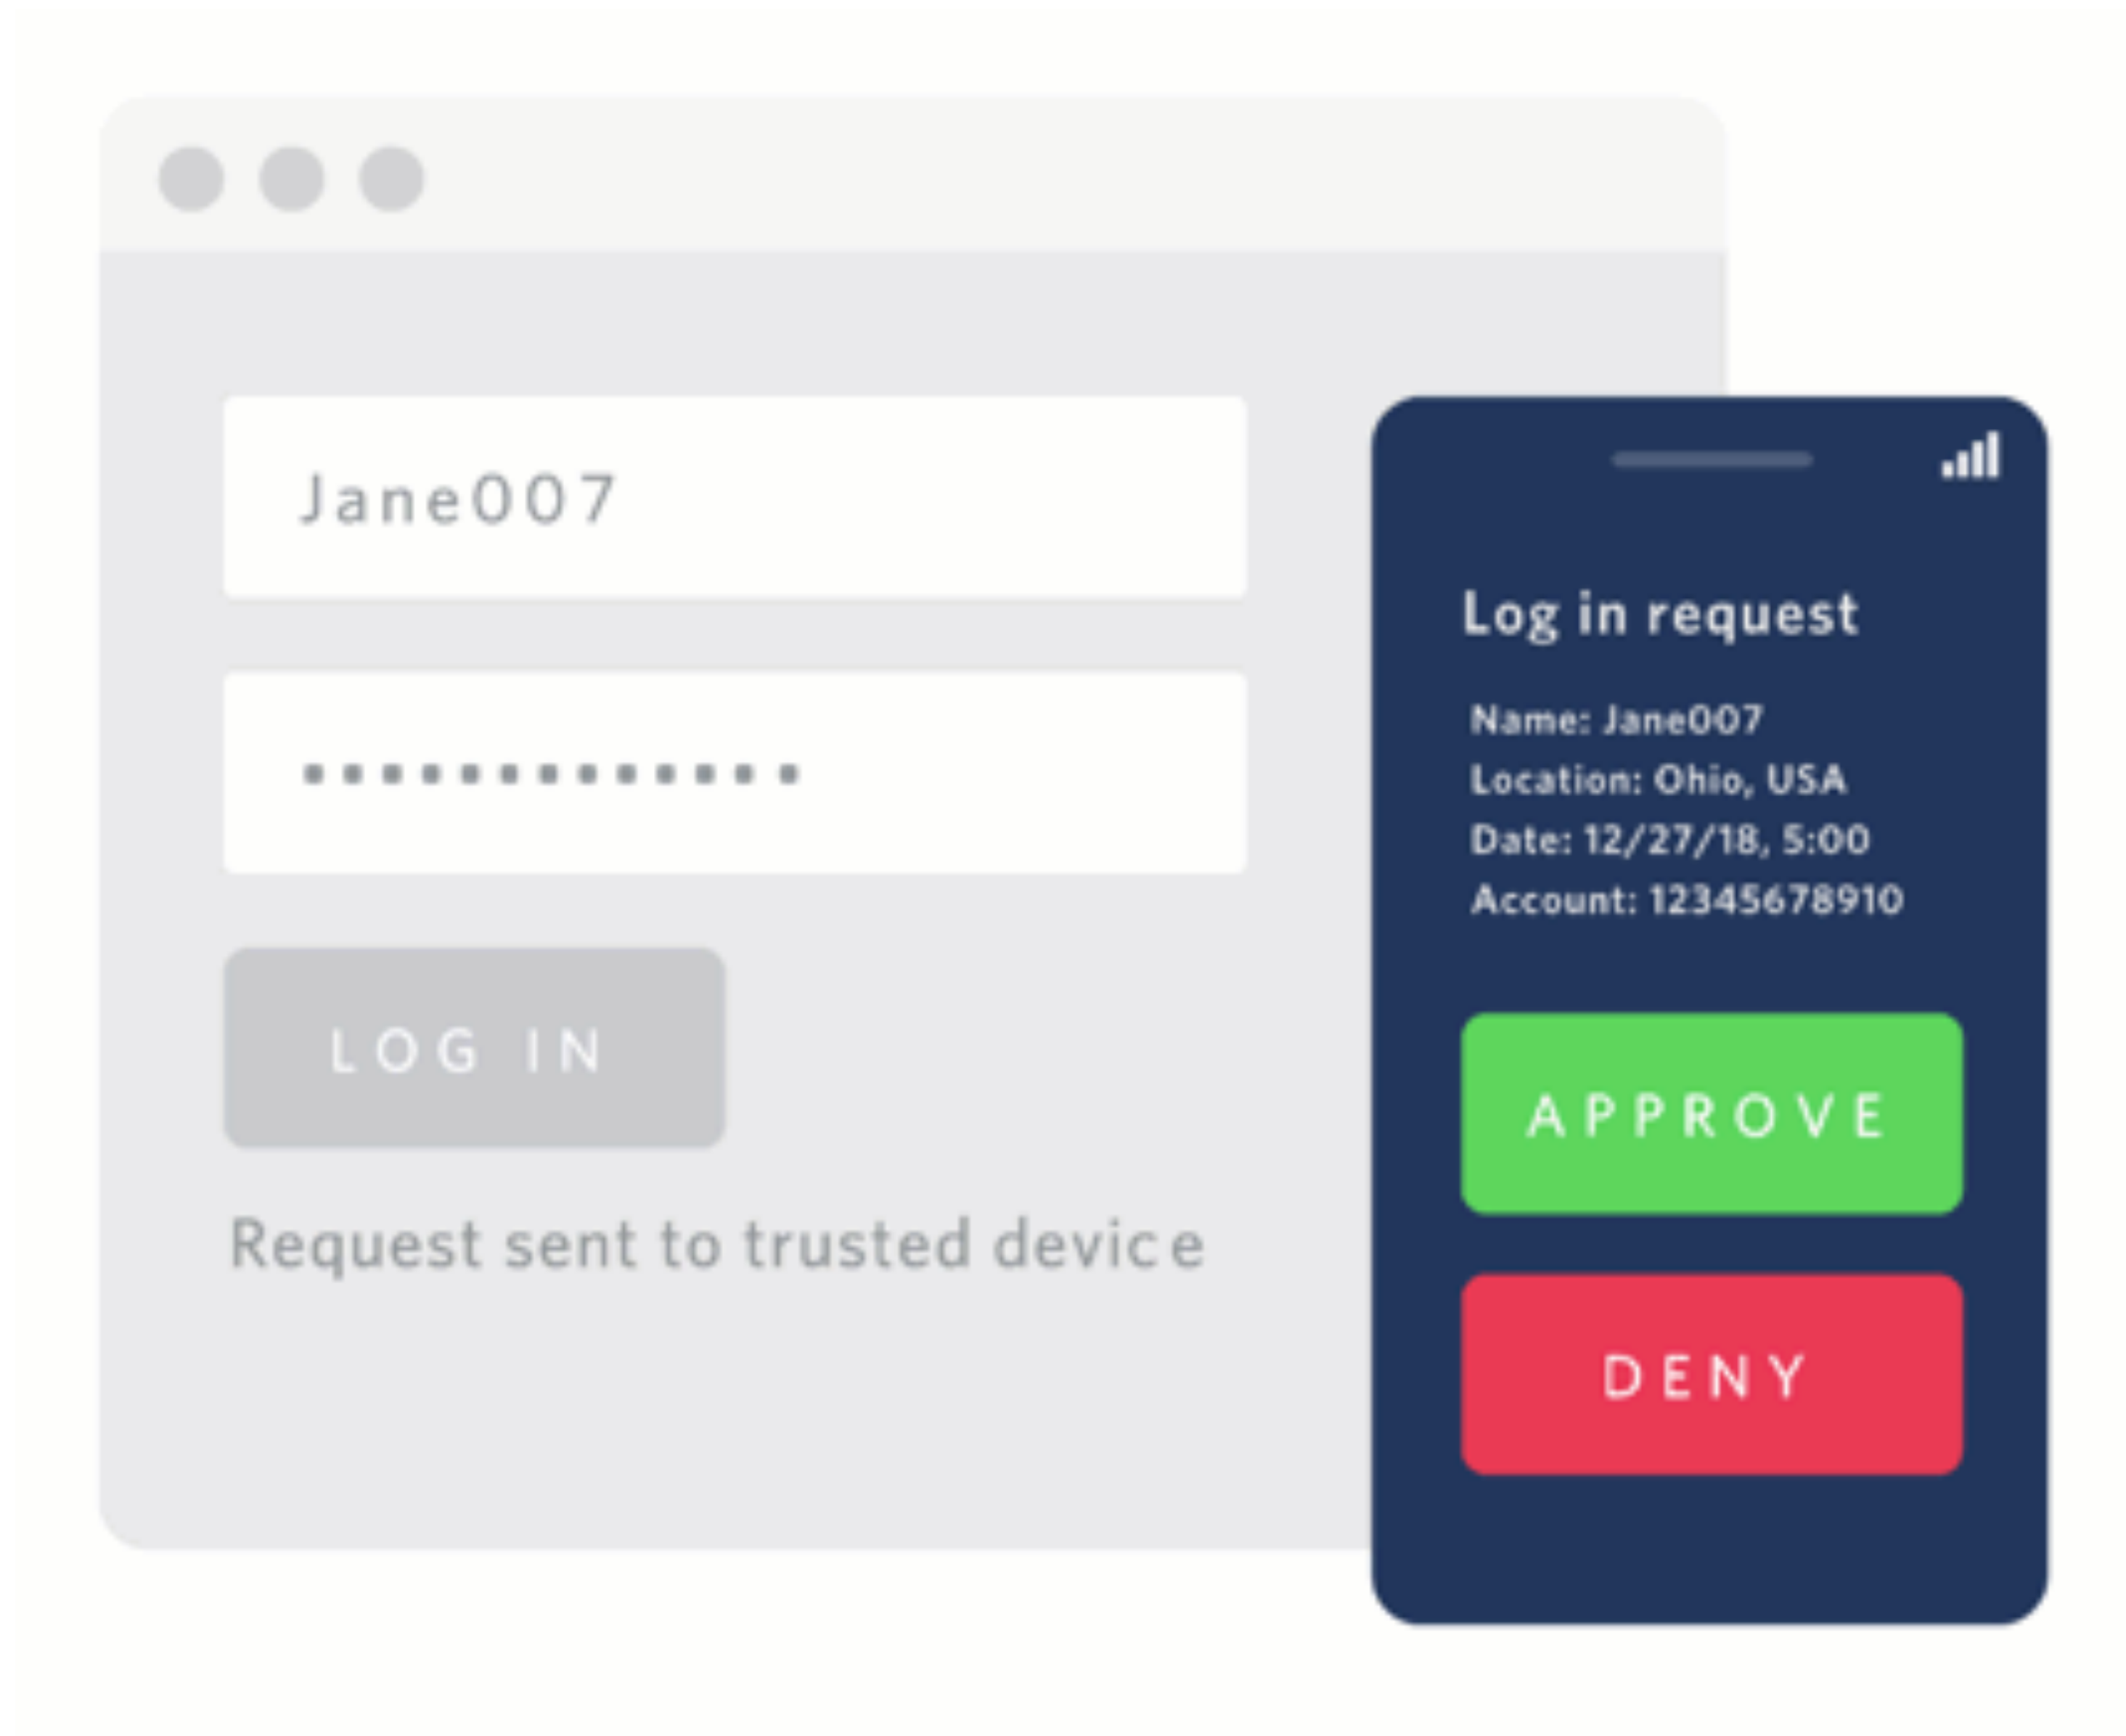 Jane007
LOG IN
Request sent to trusted device
Log in request
Name: Jane007
Location: Ohio, USA
Date: 12/27/18, 5:00
Account: 12345678910
APPROVE
DENY